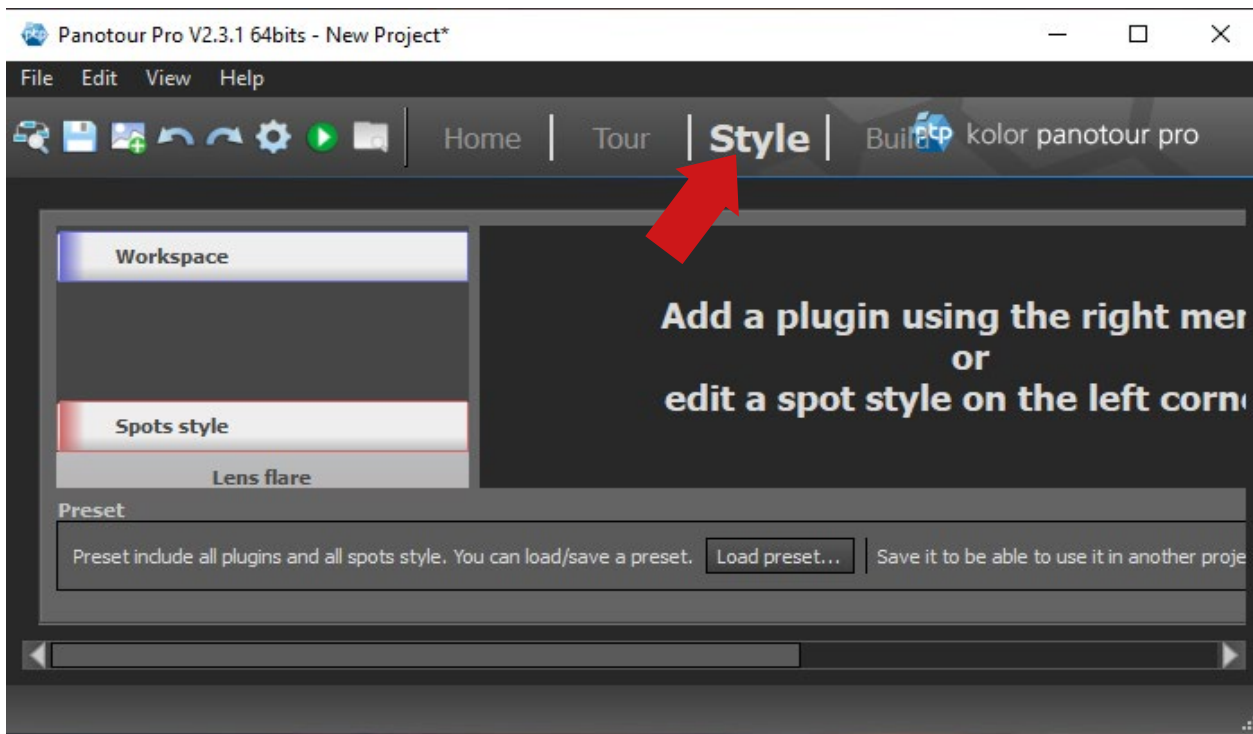 Panotour Pro V2.3.1 64bits - New Project*
File Edit View Help
Home | Tour | Style | Build kolor panotour pro
Workspace
Add a plugin using the right
or
edit a spot style on the left
Spots style
Lens flare
Preset
Preset include all plugins and all spots style. You can load/save a preset. Load preset... Save it to be able to use it in another